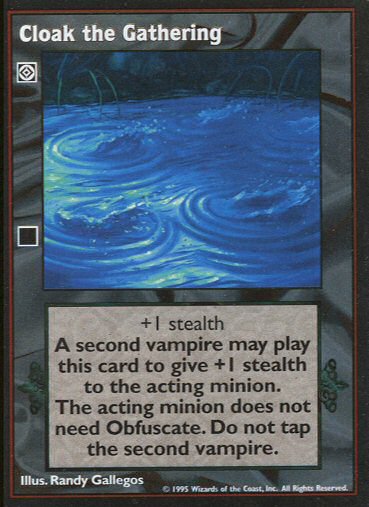 Cloak the Gathering
+1 stealth
A second vampire may play
this card to give +1 stealth
to the acting minion.
The acting minion does not
need Obfuscate. Do not tap
the second vampire.
Illus. Randy Gallegos
© 1995 Wizards of the Coast, Inc. All Rights Reserved.